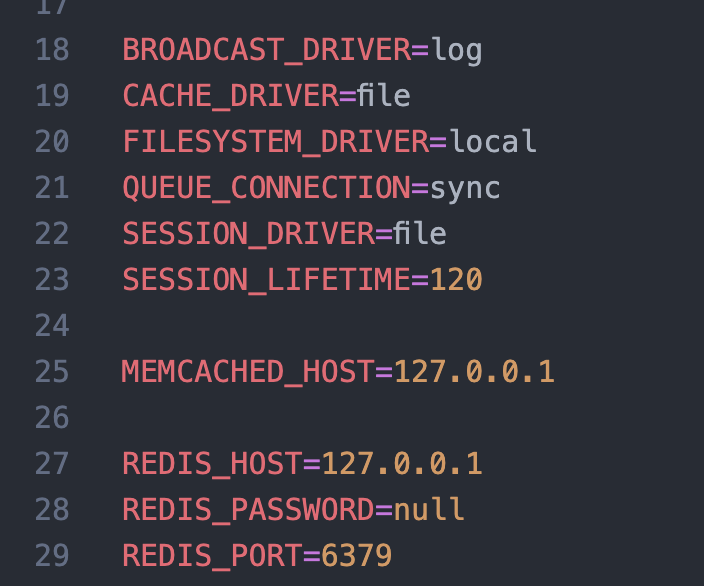 17
18 BROADCAST_DRIVER=log
19 CACHE_DRIVER=file
20 FILESYSTEM_DRIVER=local
21 QUEUE_CONNECTION=sync
22 SESSION_DRIVER=file
23 SESSION_LIFETIME=120
24
25 MEMCACHED_HOST=127.0.0.1
26
27 REDIS_HOST=127.0.0.1
28 REDIS_PASSWORD=null
29 REDIS_PORT=6379